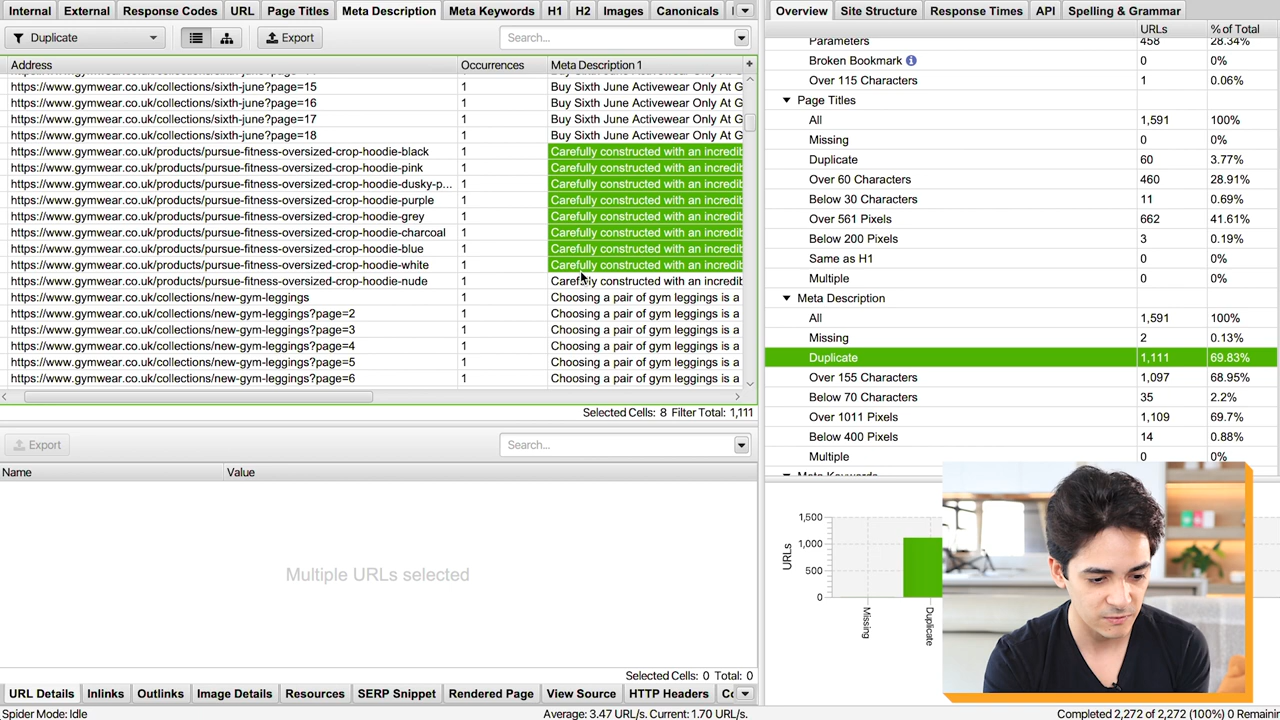 Internal External Response Codes URL Page Titles Meta Description Meta Keywords H1 H2 Images Canonicals
Duplicate Export Search...
Address Occurrences Meta Description 1 +
https://www.gymwear.co.uk/collections/sixth-june?page=15 1 Buy Sixth June Activewear Only At G
https://www.gymwear.co.uk/collections/sixth-june?page=16 1 Buy Sixth June Activewear Only At G
https://www.gymwear.co.uk/collections/sixth-june?page=17 1 Buy Sixth June Activewear Only At G
https://www.gymwear.co.uk/collections/sixth-june?page=18 1 Buy Sixth June Activewear Only At G
https://www.gymwear.co.uk/products/pursue-fitness-oversized-crop-hoodie-black 1 Carefully constructed with an incredib
https://www.gymwear.co.uk/products/pursue-fitness-oversized-crop-hoodie-pink 1 Carefully constructed with an incredib
https://www.gymwear.co.uk/products/pursue-fitness-oversized-crop-hoodie-dusky-p... 1 Carefully constructed with an incredib
https://www.gymwear.co.uk/products/pursue-fitness-oversized-crop-hoodie-purple 1 Carefully constructed with an incredib
https://www.gymwear.co.uk/products/pursue-fitness-oversized-crop-hoodie-grey 1 Carefully constructed with an incredib
https://www.gymwear.co.uk/products/pursue-fitness-oversized-crop-hoodie-charcoal 1 Carefully constructed with an incredib
https://www.gymwear.co.uk/products/pursue-fitness-oversized-crop-hoodie-blue 1 Carefully constructed with an incredib
https://www.gymwear.co.uk/products/pursue-fitness-oversized-crop-hoodie-white 1 Carefully constructed with an incredib
https://www.gymwear.co.uk/products/pursue-fitness-oversized-crop-hoodie-nude 1 Carefully constructed with an incredib
https://www.gymwear.co.uk/collections/new-gym-leggings 1 Choosing a pair of gym leggings is a
https://www.gymwear.co.uk/collections/new-gym-leggings?page=2 1 Choosing a pair of gym leggings is a
https://www.gymwear.co.uk/collections/new-gym-leggings?page=3 1 Choosing a pair of gym leggings is a
https://www.gymwear.co.uk/collections/new-gym-leggings?page=4 1 Choosing a pair of gym leggings is a
https://www.gymwear.co.uk/collections/new-gym-leggings?page=5 1 Choosing a pair of gym leggings is a
https://www.gymwear.co.uk/collections/new-gym-leggings?page=6 1 Choosing a pair of gym leggings is a
Selected Cells: 8 Filter Total: 1,111
Export Search...
Name Value
Multiple URLs selected
Selected Cells: 0 Total: 0
URL Details Inlinks Outlinks Image Details Resources SERP Snippet Rendered Page View Source HTTP Headers
Overview Site Structure Response Times API Spelling & Grammar
URLs % of Total
Parameters 458 28.34%
Broken Bookmark 0 0%
Over 115 Characters 1 0.06%
Page Titles
All 1,591 100%
Missing 0 0%
Duplicate 60 3.77%
Over 60 Characters 460 28.91%
Below 30 Characters 11 0.69%
Over 561 Pixels 662 41.61%
Below 200 Pixels 3 0.19%
Same as H1 0 0%
Multiple 0 0%
Meta Description
All 1,591 100%
Missing 2 0.13%
Duplicate 1,111 69.83%
Over 155 Characters 1,097 68.95%
Below 70 Characters 35 2.2%
Over 1011 Pixels 1,109 69.7%
Below 400 Pixels 14 0.88%
Multiple 0 0%
URLs
1,500
1,000
500
0
Missing
Duplicate
Spider Mode: Idle Average: 3.47 URL/s. Current: 1.70 URL/s. Completed 2,272 of 2,272 (100%) 0 Remainin